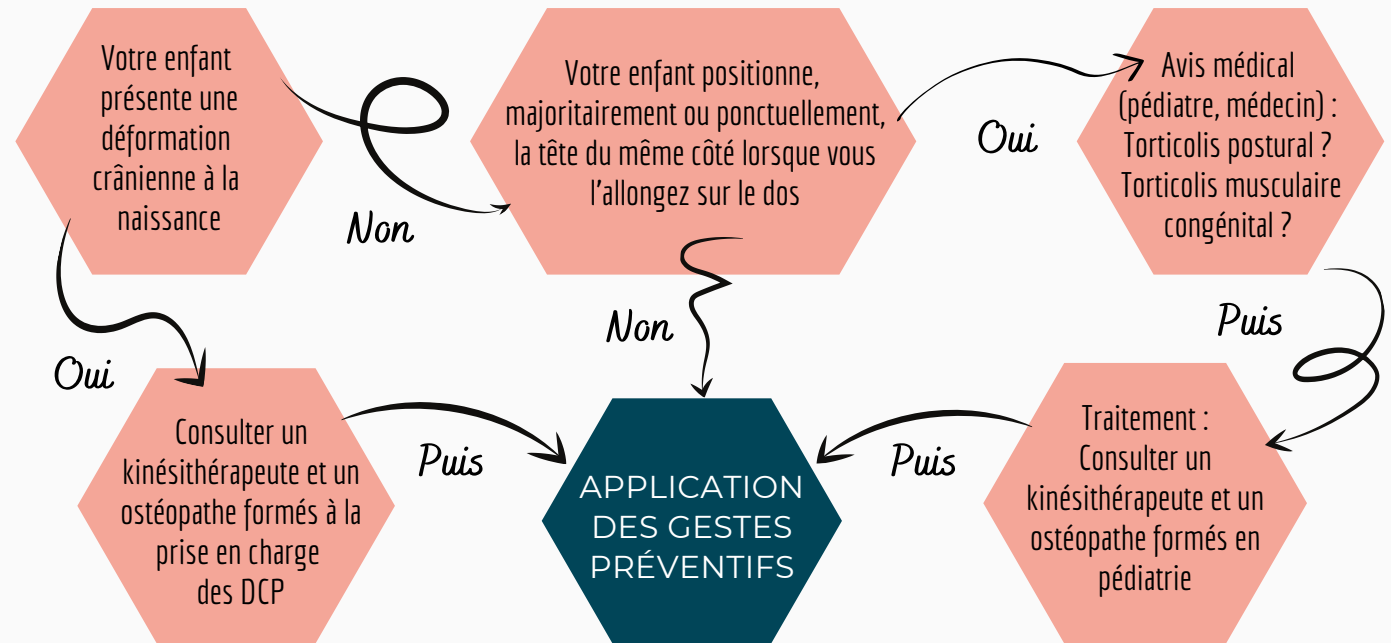 Votre enfant
présente une
déformation
crânienne à la
naissance
Non
Votre enfant positionne,
majoritairement ou ponctuellement,
la tête du même côté lorsque vous
l'allongez sur le dos
Oui
Avis médical
(pédiatre, médecin) :
Torticolis postural ?
Torticolis musculaire
congénital ?
Oui
Non
Puis
Consulter un
kinésithérapeute et un
ostéopathe formés à la
prise en charge
des DCP
Puis
APPLICATION
DES GESTES
PRÉVENTIFS
Puis
Traitement :
Consulter un
kinésithérapeute et un
ostéopathe formés en
pédiatrie